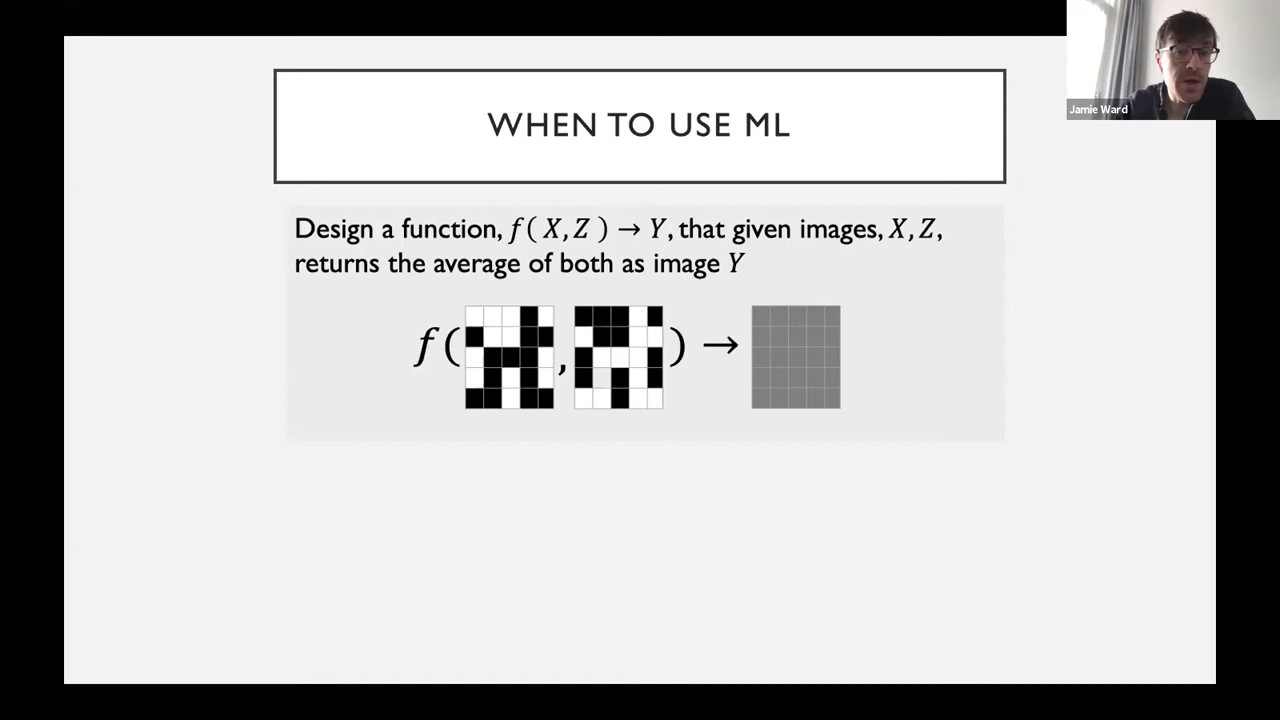 Jamie Ward
WHEN TO USE ML
Design a function, f ( X, Z ) → Y, that given images, X, Z,
returns the average of both as image Y
f ( , ) →